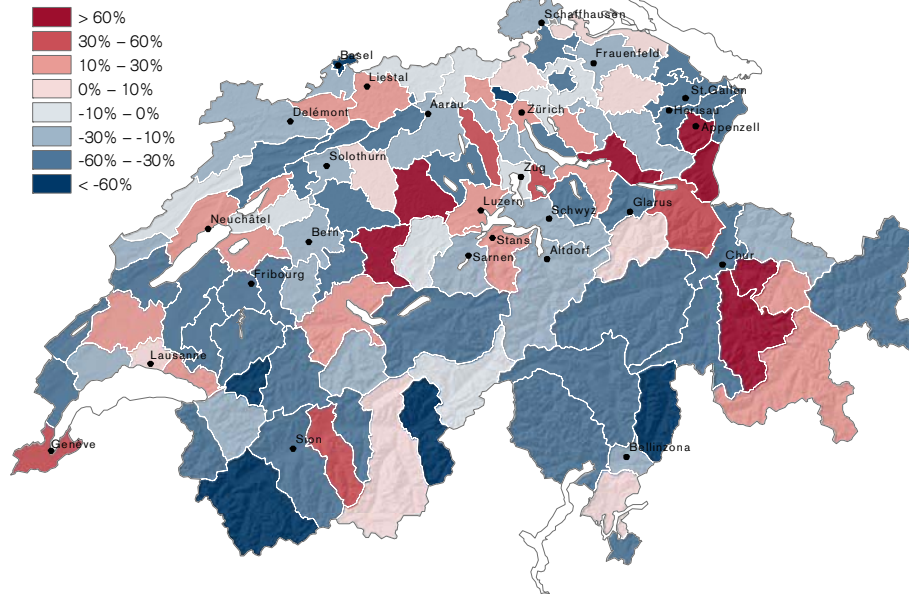 > 60%
30% – 60%
10% – 30%
0% – 10%
-10% – 0%
-30% – -10%
-60% – -30%
< -60%
Schaffhausen
Basel
Frauenfeld
Liestal
St.Gallen
Aarau
Zürich
Herisau
Delémont
Appenzell
Solothurn
Zug
Luzern
Glarus
Schwyz
Neuchâtel
Bern
Stans
Sarnen
Altdorf
Chur
Fribourg
Lausanne
Sion
Genève
Bellinzona